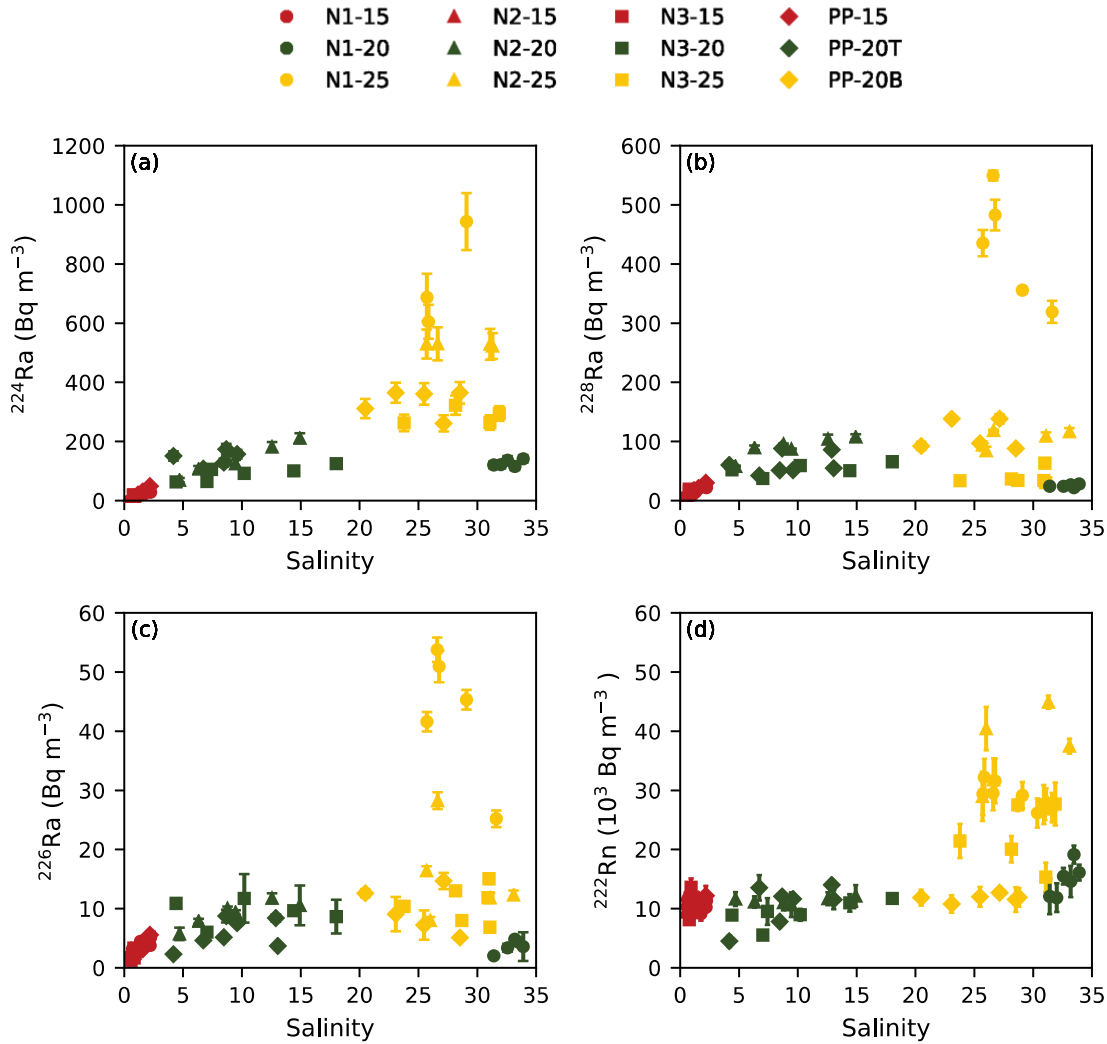 N1-15 N2-15 N3-15 PP-15
N1-20 N2-20 N3-20 PP-20T
N1-25 N2-25 N3-25 PP-20B
(a)
1200
1000
800
600
400
200
0
²²⁴Ra (Bq m⁻³)
0 5 10 15 20 25 30 35
Salinity
(b)
600
500
400
300
200
100
0
²²⁸Ra (Bq m⁻³)
0 5 10 15 20 25 30 35
Salinity
(c)
60
50
40
30
20
10
0
²²⁶Ra (Bq m⁻³)
0 5 10 15 20 25 30 35
Salinity
(d)
60
50
40
30
20
10
0
²²²Rn (10³ Bq m⁻³)
0 5 10 15 20 25 30 35
Salinity